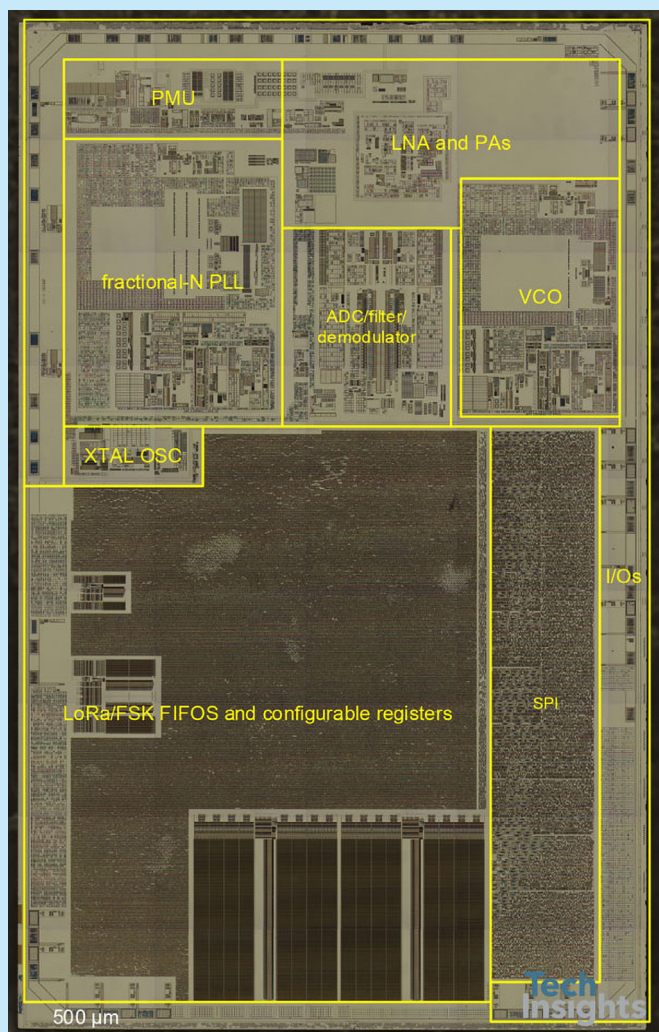 PMU
LNA and PAs
fractional-N PLL
VCO
ADC/filter/
demodulator
XTAL OSC
I/Os
SPI
LoRa/FSK FIFOS and configurable registers
Tech
Insights
500 µm